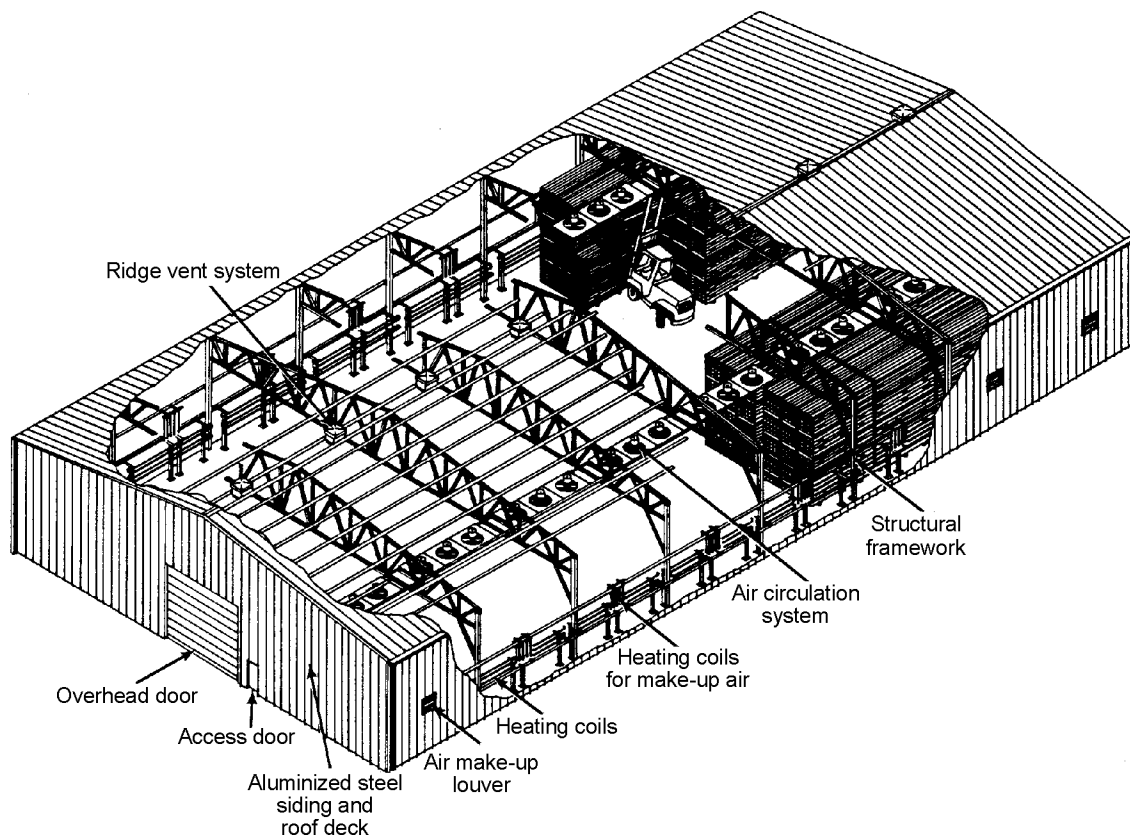 Ridge vent system
Structural
framework
Air circulation
system
Heating coils
for make-up air
Overhead door
Heating coils
Access door
Air make-up
louver
Aluminized steel
siding and
roof deck